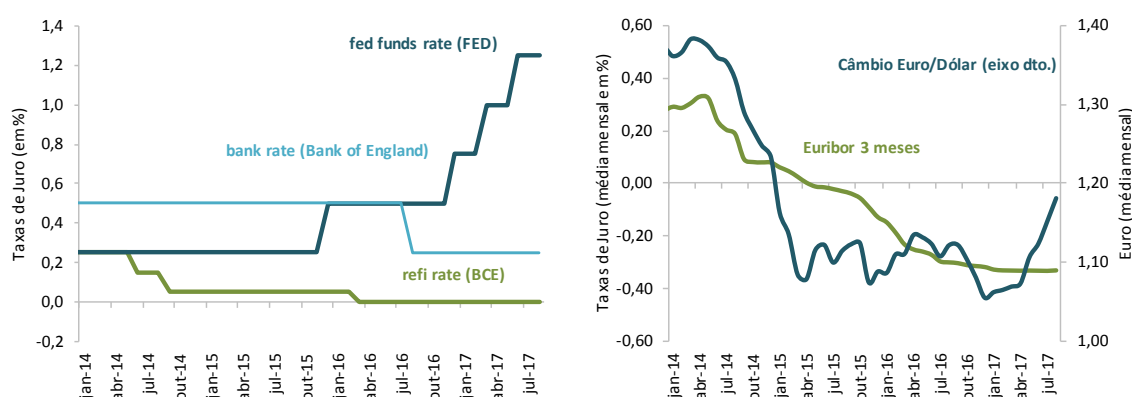 Taxas de Juro (em%)
1,4
1,2
1,0
0,8
0,6
0,4
0,2
0,0
-0,2
fed funds rate (FED)
bank rate (Bank of England)
refi rate (BCE)
jan-14
abr-14
jul-14
out-14
jan-15
abr-15
jul-15
out-15
jan-16
abr-16
jul-16
out-16
jan-17
abr-17
jul-17
Taxas de Juro (média mensal em%)
0,60
0,40
0,20
0,00
-0,20
-0,40
-0,60
Câmbio Euro/Dólar (eixo dto.)
Euribor 3 meses
1,40
1,30
1,20
1,10
1,00
Euro (média mensal)
jan-14
abr-14
jul-14
out-14
jan-15
abr-15
jul-15
out-15
jan-16
abr-16
jul-16
out-16
jan-17
abr-17
jul-17